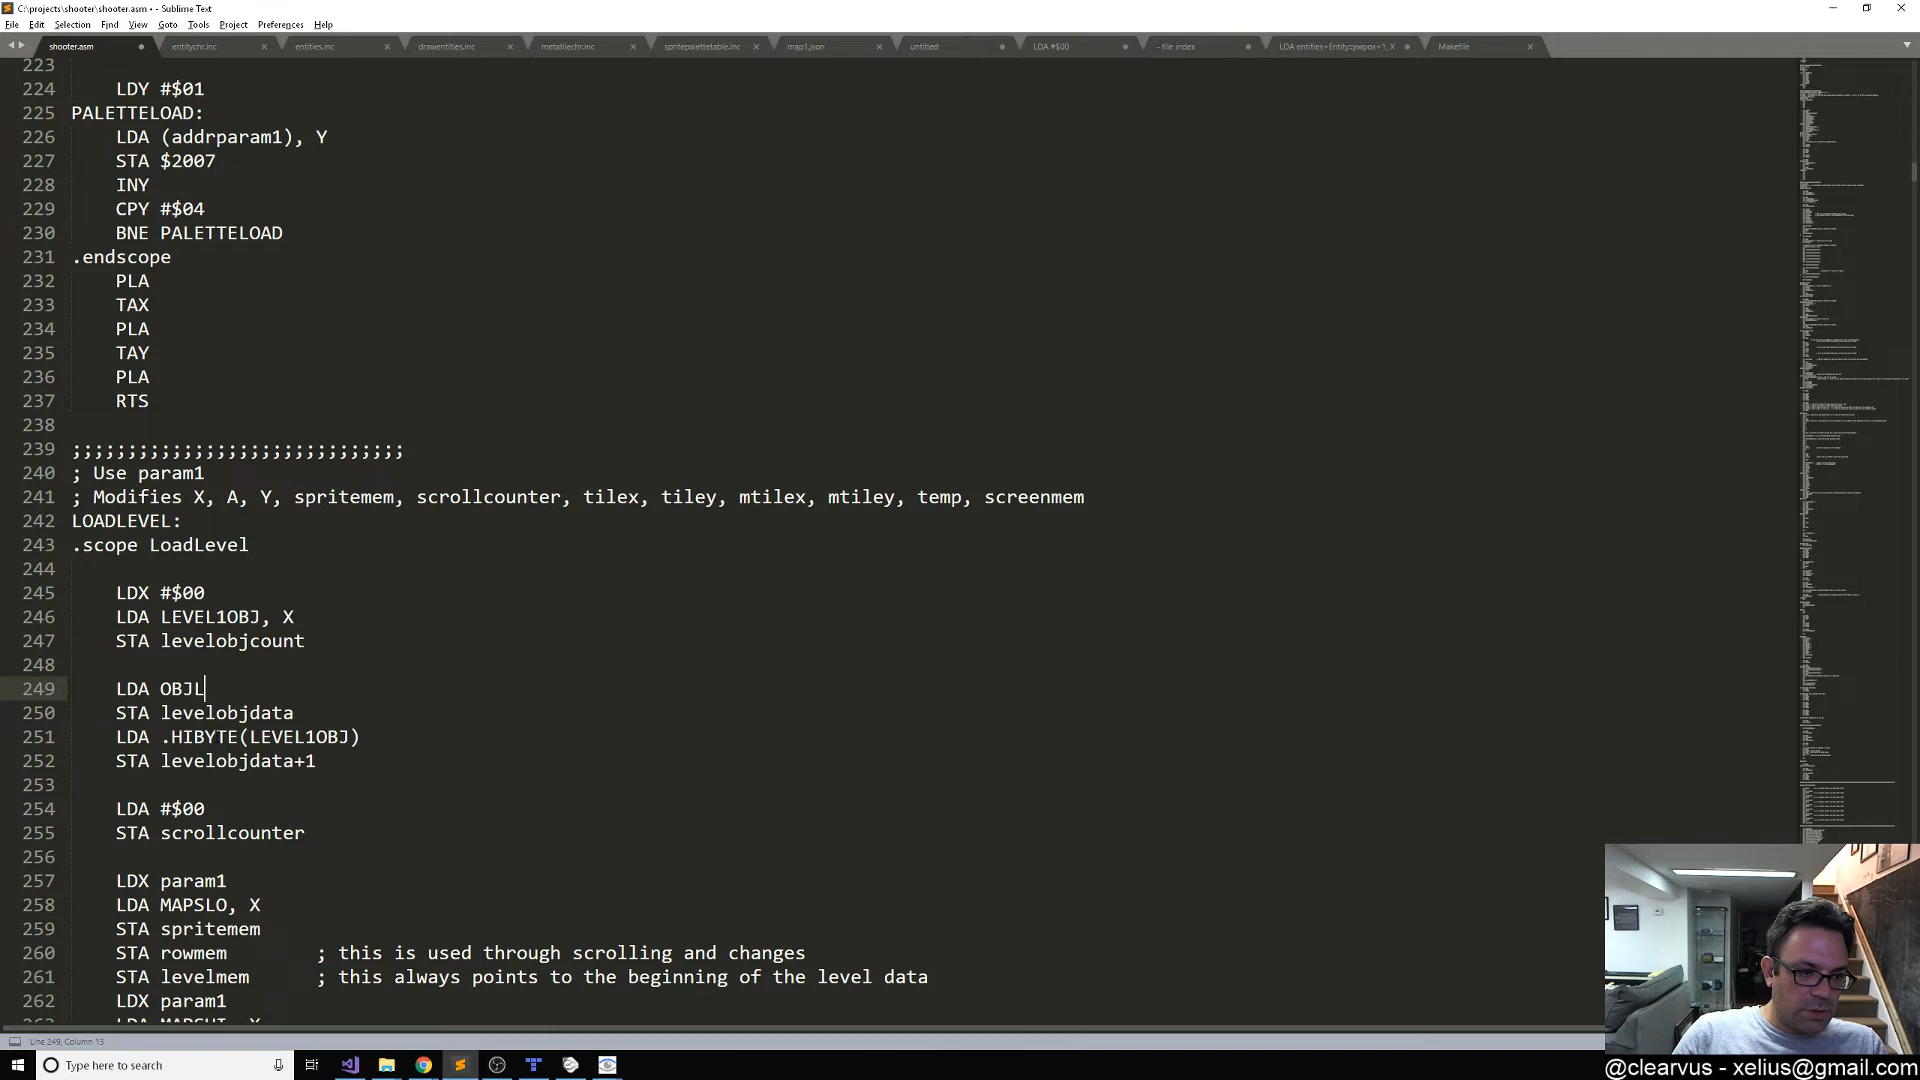 C:\projects\shooter\shooter.asm • - Sublime Text
File Edit Selection Find View Goto Tools Project Preferences Help
shooter.asm entitychr.inc entities.inc drawentities.inc metatilechr.inc spritepalettetable.inc map1.json untitled LDA #$00 - tile index LDA entities+Entity::ywpos+1, X Makefile
223
224 LDY #$01
225 PALETTELOAD:
226 LDA (addrparam1), Y
227 STA $2007
228 INY
229 CPY #$04
230 BNE PALETTELOAD
231 .endscope
232 PLA
233 TAX
234 PLA
235 TAY
236 PLA
237 RTS
238
239 ;;;;;;;;;;;;;;;;;;;;;;;;;;;;;;
240 ; Use param1
241 ; Modifies X, A, Y, spritemem, scrollcounter, tilex, tiley, mtilex, mtiley, temp, screenmem
242 LOADLEVEL:
243 .scope LoadLevel
244
245 LDX #$00
246 LDA LEVEL1OBJ, X
247 STA levelobjcount
248
249 LDA OBJL
250 STA levelobjdata
251 LDA .HIBYTE(LEVEL1OBJ)
252 STA levelobjdata+1
253
254 LDA #$00
255 STA scrollcounter
256
257 LDX param1
258 LDA MAPSLO, X
259 STA spritemem
260 STA rowmem ; this is used through scrolling and changes
261 STA levelmem ; this always points to the beginning of the level data
262 LDX param1
263 LDA MAPSHI, X
Line 249, Column 13
Type here to search
@clearvus - xelius@gmail.com